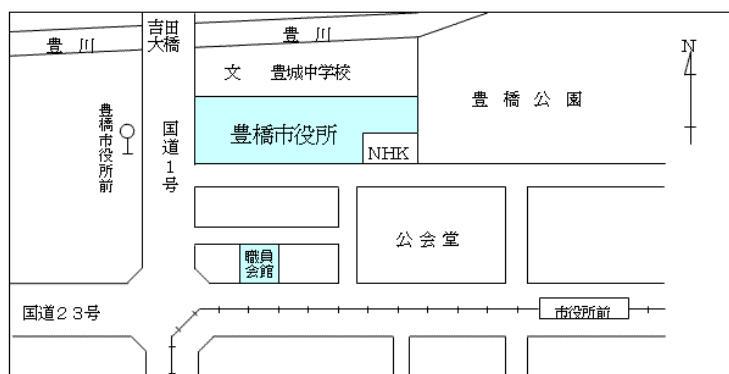 吉田
大橋
豊 川
豊 川
N
文 豊城中学校
豊 橋 公 園
豊橋市役所前
国道1号
豊橋市役所
NHK
公 会 堂
職員
会館
国道２３号
市役所前